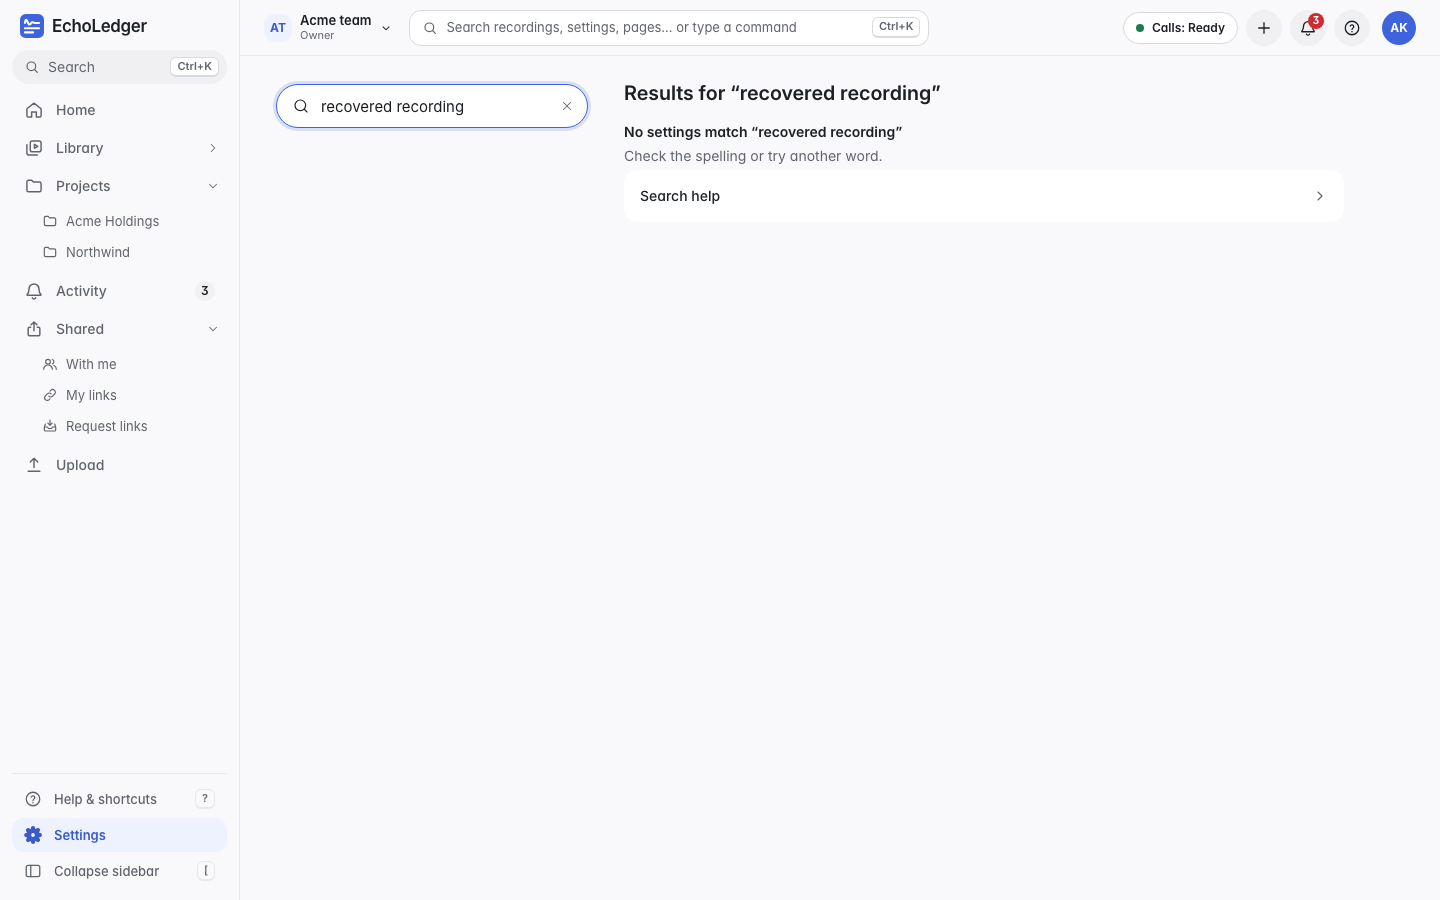 EchoLedger
Search
Ctrl+K
Home
Library
Projects
Acme Holdings
Northwind
Activity
3
Shared
With me
My links
Request links
Upload
Help & shortcuts
?
Settings
Collapse sidebar
[
AT
Acme team
Owner
Search recordings, settings, pages... or type a command
Ctrl+K
Calls: Ready
3
AK
recovered recording
Results for “recovered recording”
No settings match “recovered recording”
Check the spelling or try another word.
Search help